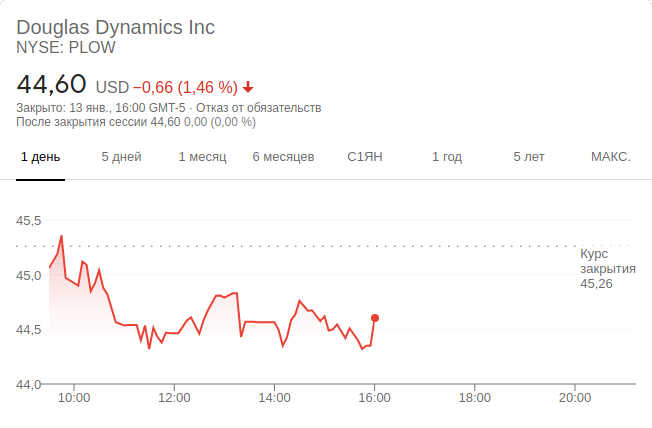 Douglas Dynamics Inc
NYSE: PLOW
44,60 USD −0,66 (1,46 %)
Закрыто: 13 янв., 16:00 GMT-5 · Отказ от обязательств
После закрытия сессии 44,60 0,00 (0,00 %)
1 день 5 дней 1 месяц 6 месяцев С1ЯН 1 год 5 лет МАКС.
45,5
Курс
закрытия
45,26
45,0
44,5
44,0
10:00 12:00 14:00 16:00 18:00 20:00